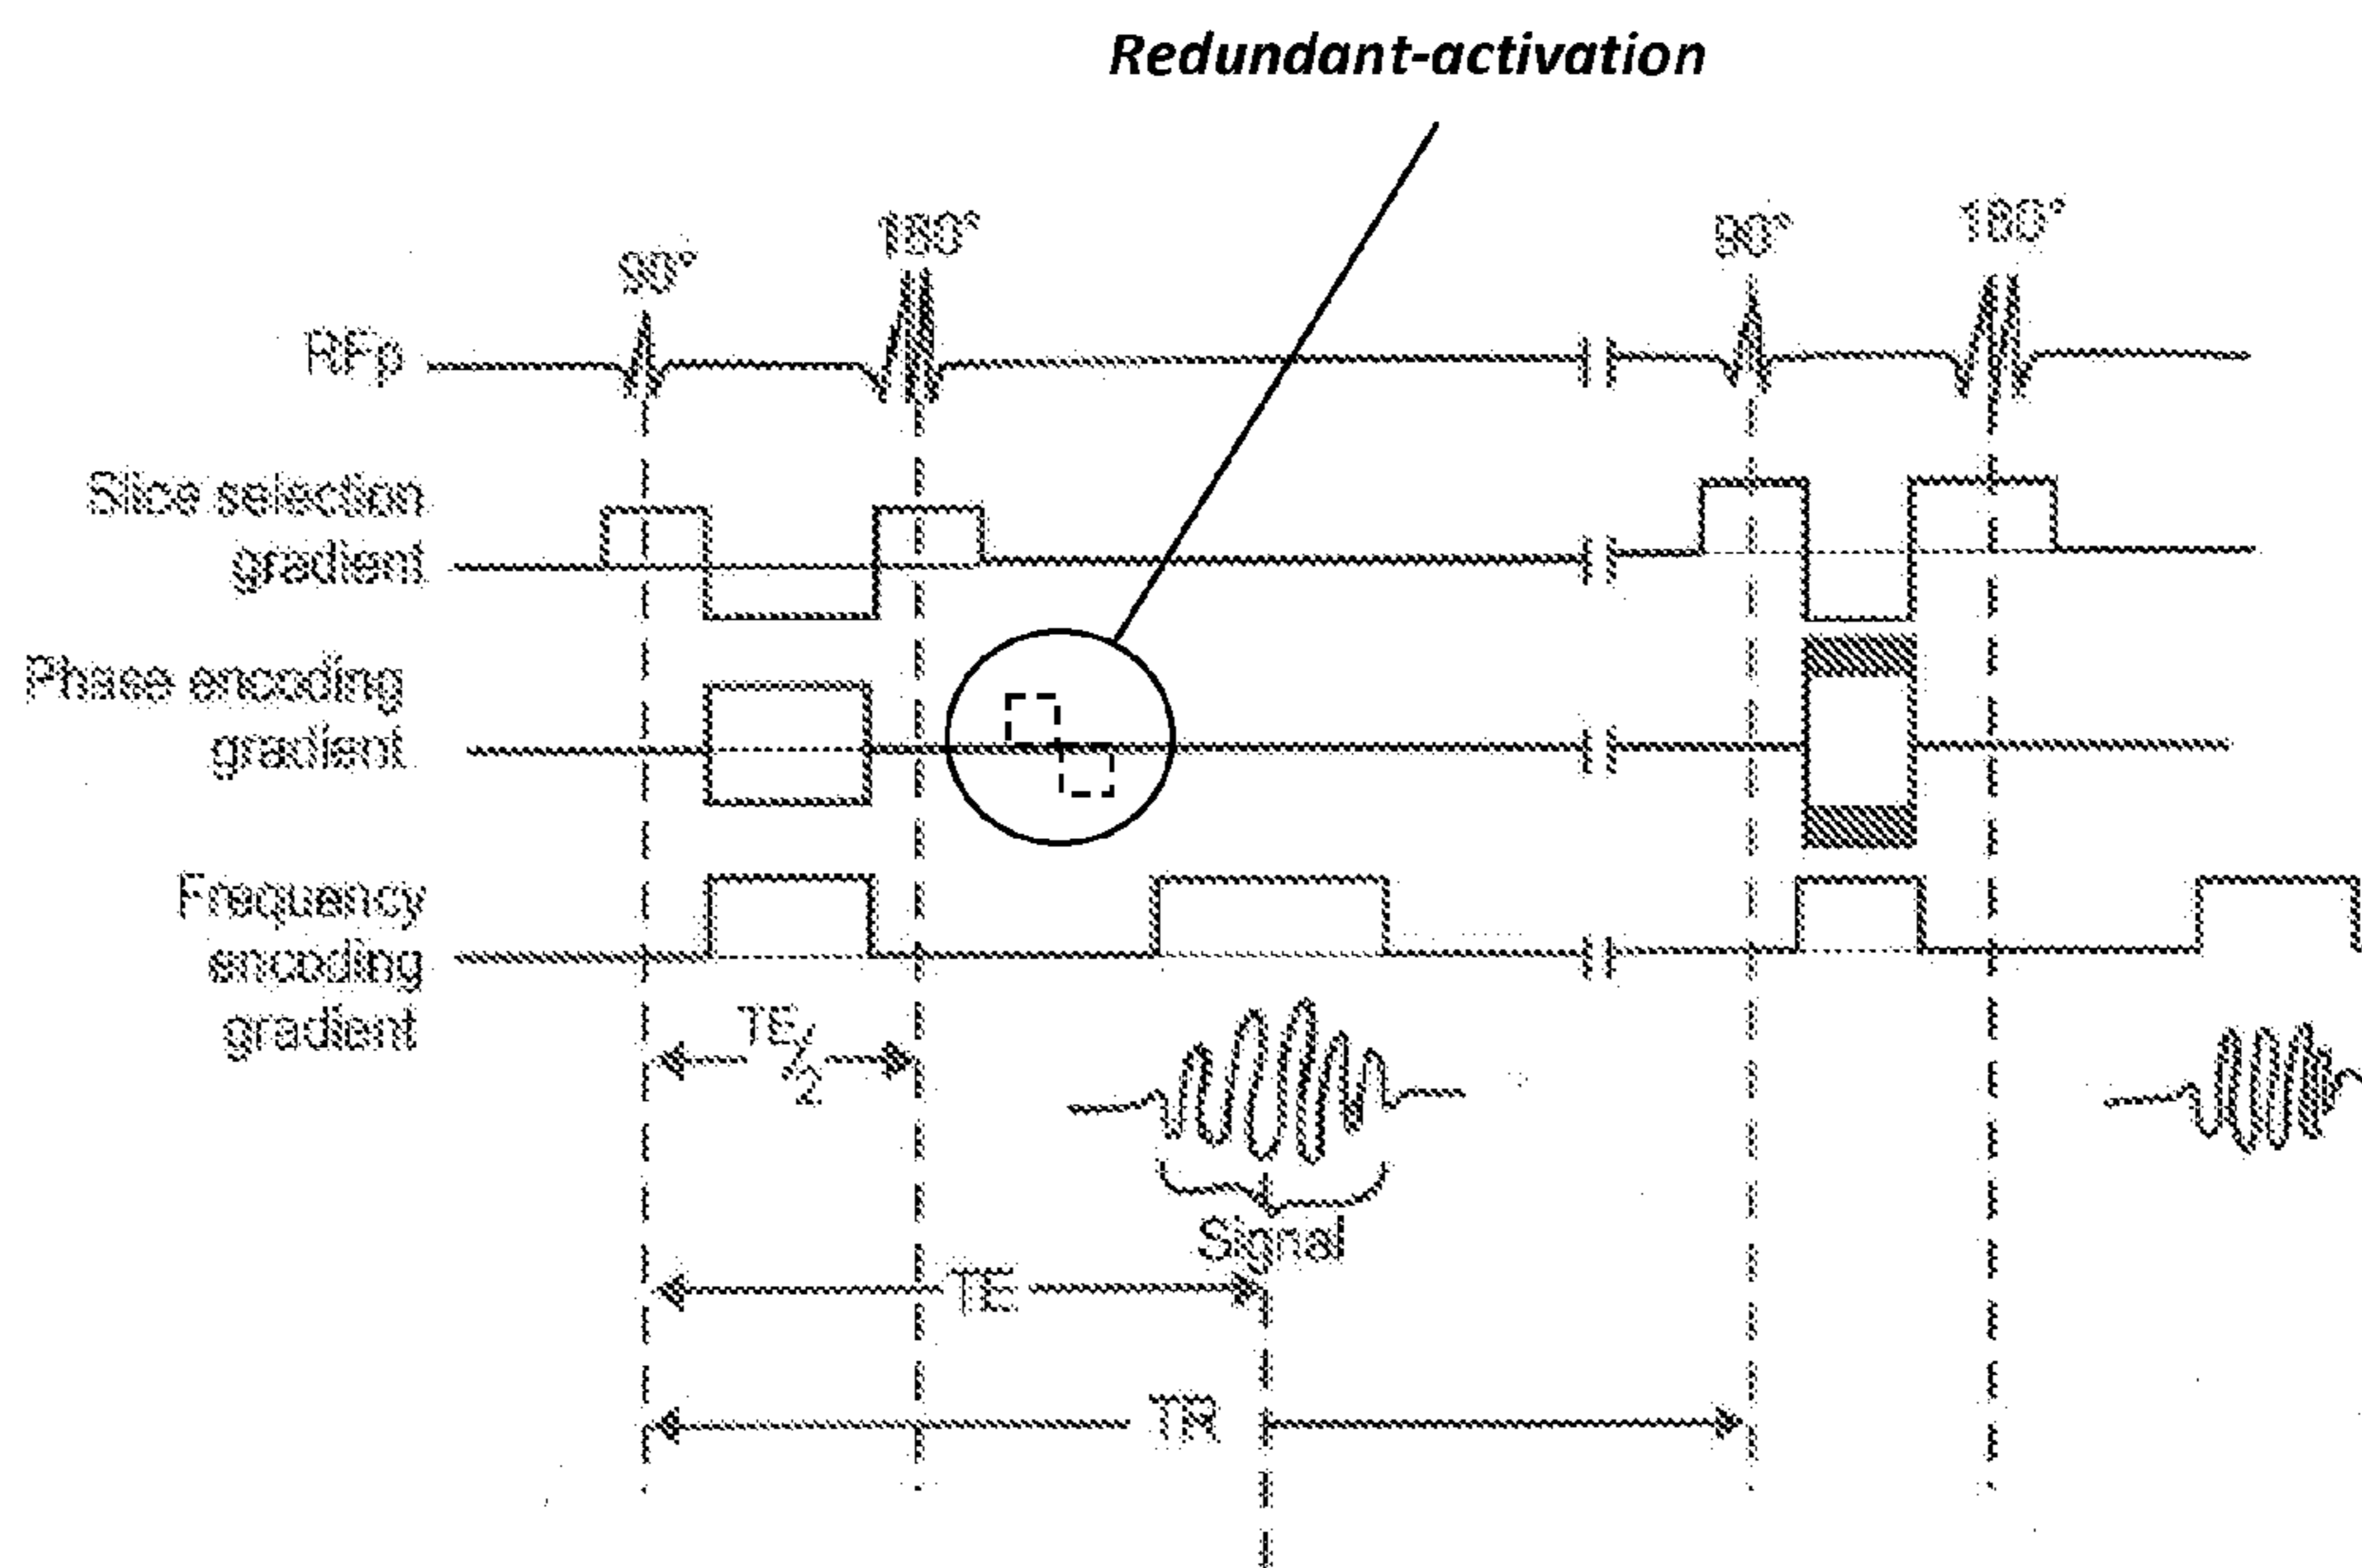 Redundant-activation
90°
180°
90°
180°
RFp
Slice selection
gradient
Phase encoding
gradient
Frequency
encoding
gradient
TE/2
Signal
TE
TR